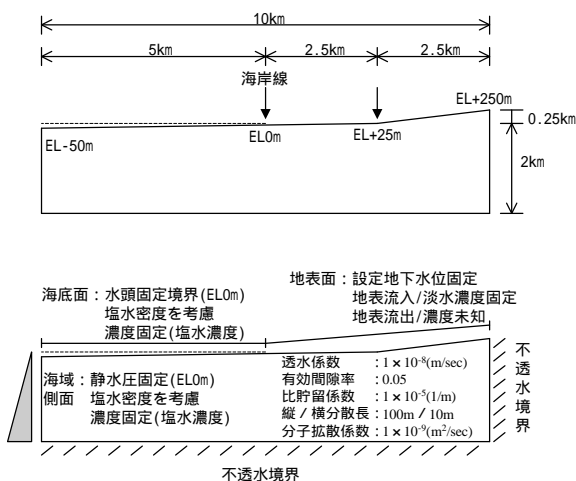 10km
5km
2.5km
2.5km
海岸線
EL+250m
0.25km
EL-50m
EL0m
EL+25m
2km
海底面：水頭固定境界(EL0m)
塩水密度を考慮
濃度固定(塩水濃度)
地表面：設定地下水位固定
地表流入/淡水濃度固定
地表流出/濃度未知
海域：静水圧固定(EL0m)
側面 塩水密度を考慮
濃度固定(塩水濃度)
透水係数 :1×10⁻⁸(m/sec)
有効間隙率 :0.05
比貯留係数 :1×10⁻⁵(1/m)
縦/横分散長:100m/10m
分子拡散係数:1×10⁻⁹(m²/sec)
不透水境界
不透水境界